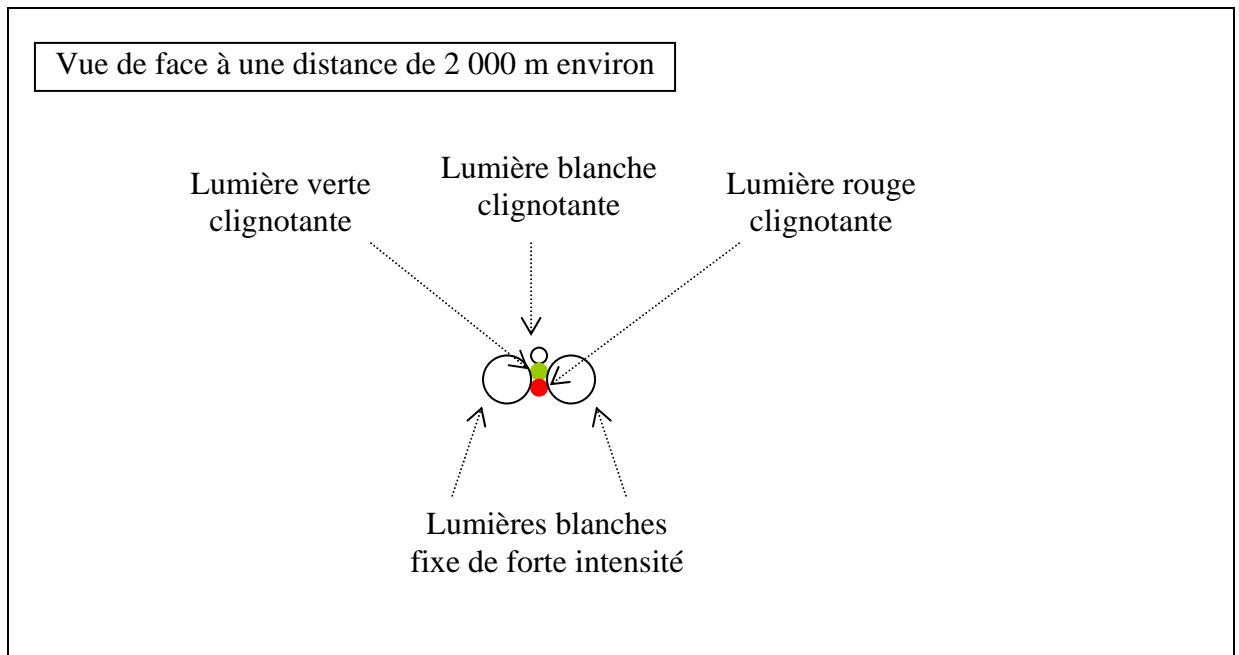 Vue de face à une distance de 2 000 m environ
Lumière verte
clignotante
Lumière blanche
clignotante
Lumière rouge
clignotante
Lumières blanches
fixe de forte intensité